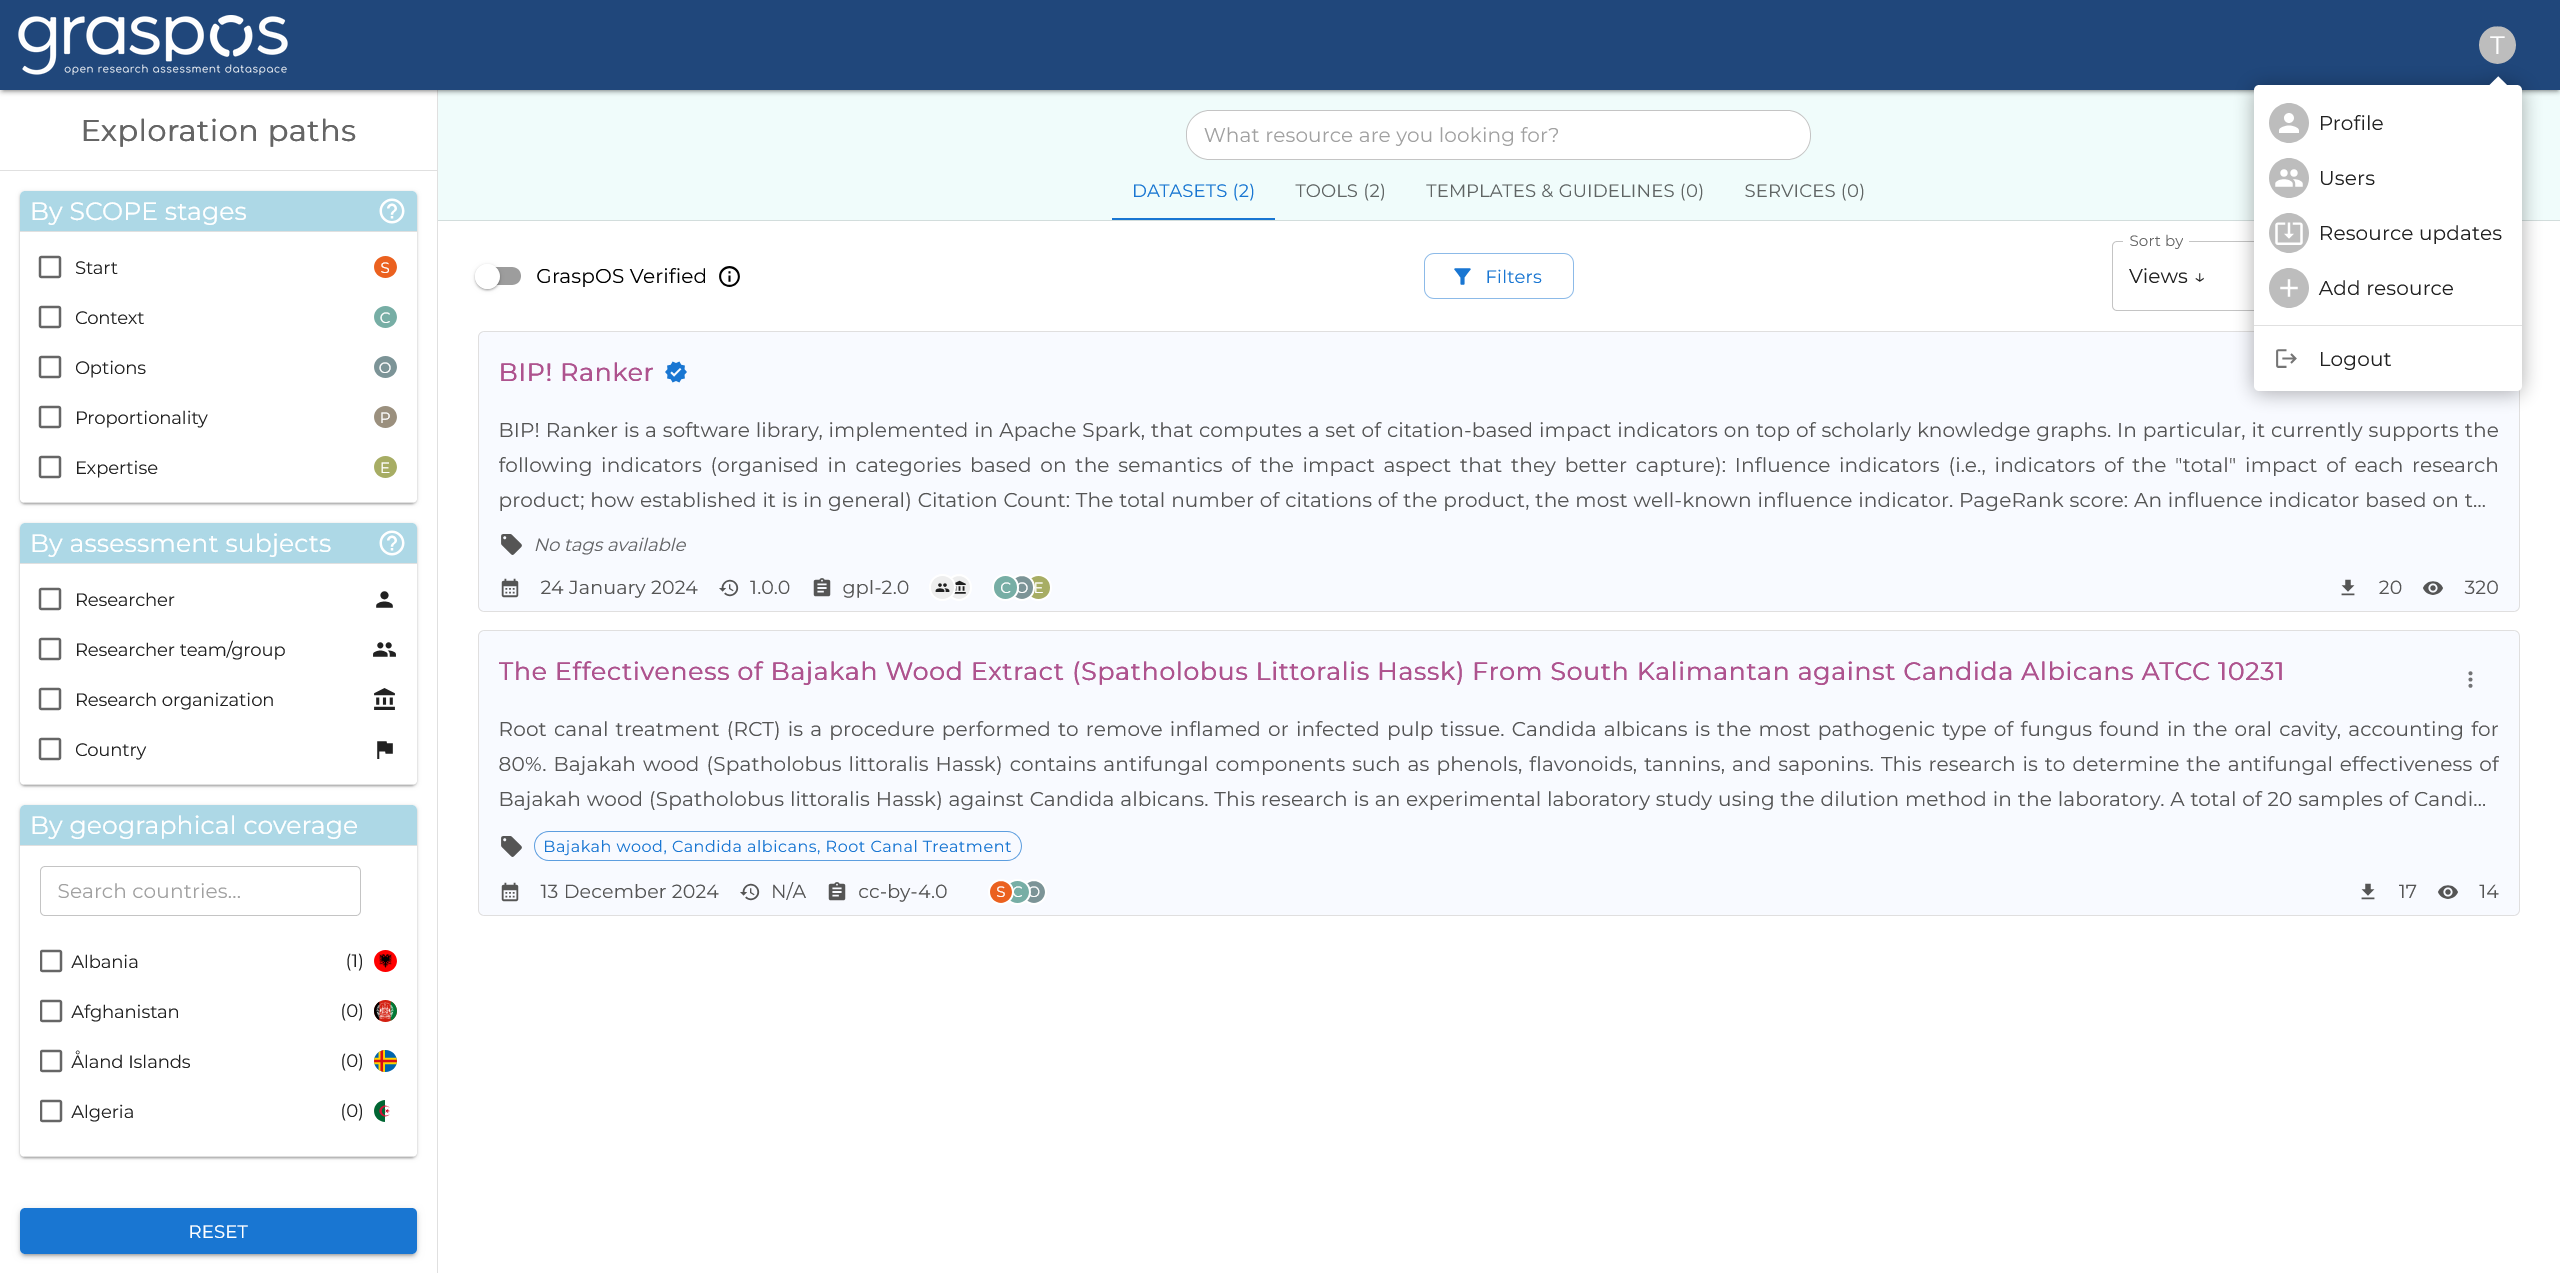 graspos
open research assessment dataspace
T
Profile
Users
Resource updates
Add resource
Logout
Exploration paths
By SCOPE stages
Start S
Context C
Options O
Proportionality P
Expertise E
By assessment subjects
Researcher
Researcher team/group
Research organization
Country
By geographical coverage
Search countries...
Albania (1)
Afghanistan (0)
Åland Islands (0)
Algeria (0)
RESET
What resource are you looking for?
DATASETS (2) TOOLS (2) TEMPLATES & GUIDELINES (0) SERVICES (0)
GraspOS Verified
Filters
Sort by
Views ↓
BIP! Ranker
BIP! Ranker is a software library, implemented in Apache Spark, that computes a set of citation-based impact indicators on top of scholarly knowledge graphs. In particular, it currently supports the
following indicators (organised in categories based on the semantics of the impact aspect that they better capture): Influence indicators (i.e., indicators of the "total" impact of each research
product; how established it is in general) Citation Count: The total number of citations of the product, the most well-known influence indicator. PageRank score: An influence indicator based on t...
No tags available
24 January 2024 1.0.0 gpl-2.0 C O E 20 320
The Effectiveness of Bajakah Wood Extract (Spatholobus Littoralis Hassk) From South Kalimantan against Candida Albicans ATCC 10231
Root canal treatment (RCT) is a procedure performed to remove inflamed or infected pulp tissue. Candida albicans is the most pathogenic type of fungus found in the oral cavity, accounting for
80%. Bajakah wood (Spatholobus littoralis Hassk) contains antifungal components such as phenols, flavonoids, tannins, and saponins. This research is to determine the antifungal effectiveness of
Bajakah wood (Spatholobus littoralis Hassk) against Candida albicans. This research is an experimental laboratory study using the dilution method in the laboratory. A total of 20 samples of Candi...
Bajakah wood, Candida albicans, Root Canal Treatment
13 December 2024 N/A cc-by-4.0 S C O 17 14